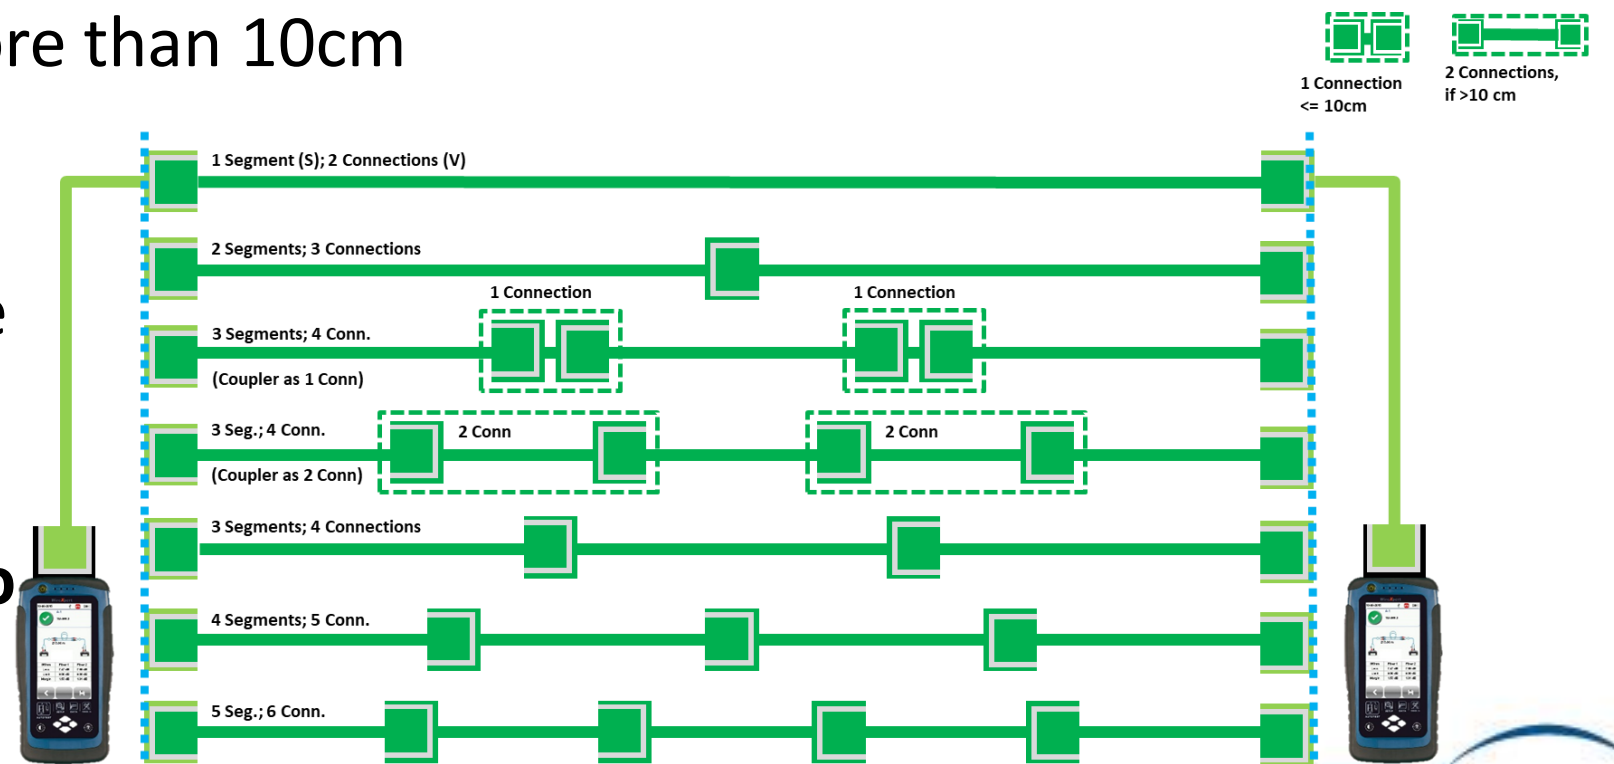 ore than 10cm
1 Connection
<= 10cm
2 Connections,
if >10 cm
1 Segment (S); 2 Connections (V)
2 Segments; 3 Connections
1 Connection
1 Connection
3 Segments; 4 Conn.
(Coupler as 1 Conn)
e
3 Seg.; 4 Conn.
2 Conn
2 Conn
(Coupler as 2 Conn)
3 Segments; 4 Connections
4 Segments; 5 Conn.
5 Seg.; 6 Conn.